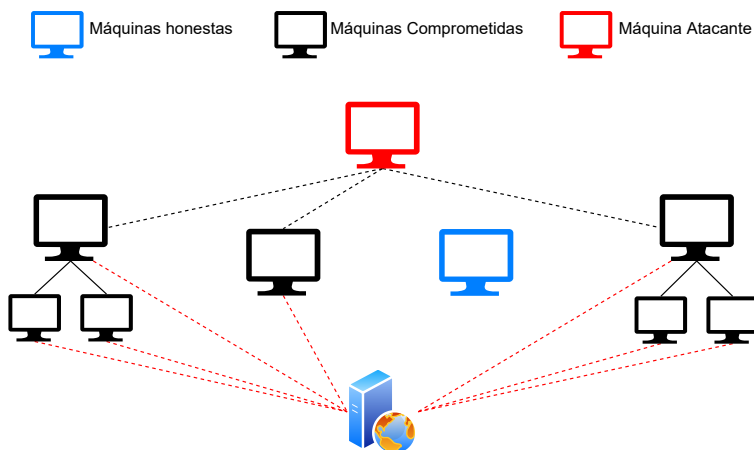 Máquinas honestas
Máquinas Comprometidas
Máquina Atacante